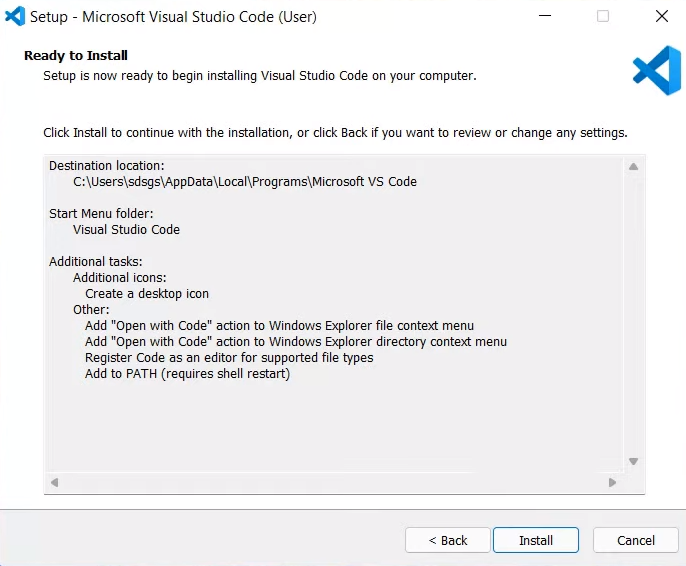 Setup - Microsoft Visual Studio Code (User)
Ready to Install
Setup is now ready to begin installing Visual Studio Code on your computer.
Click Install to continue with the installation, or click Back if you want to review or change any settings.
Destination location:
C:\Users\sdsgs\AppData\Local\Programs\Microsoft VS Code
Start Menu folder:
Visual Studio Code
Additional tasks:
Additional icons:
Create a desktop icon
Other:
Add "Open with Code" action to Windows Explorer file context menu
Add "Open with Code" action to Windows Explorer directory context menu
Register Code as an editor for supported file types
Add to PATH (requires shell restart)
< Back
Install
Cancel